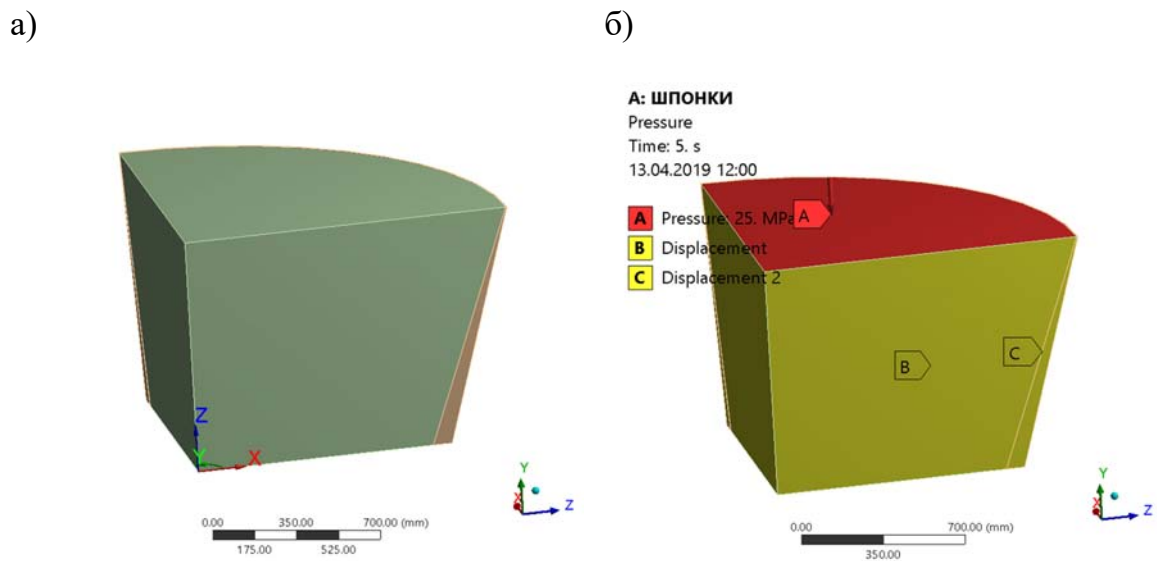 а)
б)
А: ШПОНКИ
Pressure
Time: 5. s
13.04.2019 12:00
A Pressure: 25. MPa
B Displacement
C Displacement 2
A
B
C
Z
Y
X
0.00 350.00 700.00 (mm)
175.00 525.00
Y
X
Z
0.00 700.00 (mm)
350.00
Y
X
Z